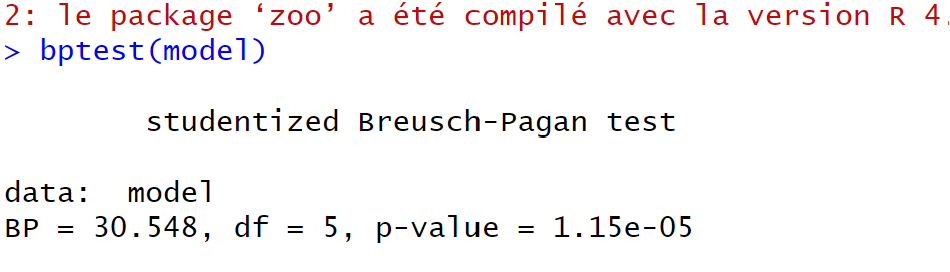 2: le package ‘zoo’ a été compilé avec la version R 4.
> bptest(model)
studentized Breusch-Pagan test
data:  model
BP = 30.548, df = 5, p-value = 1.15e-05